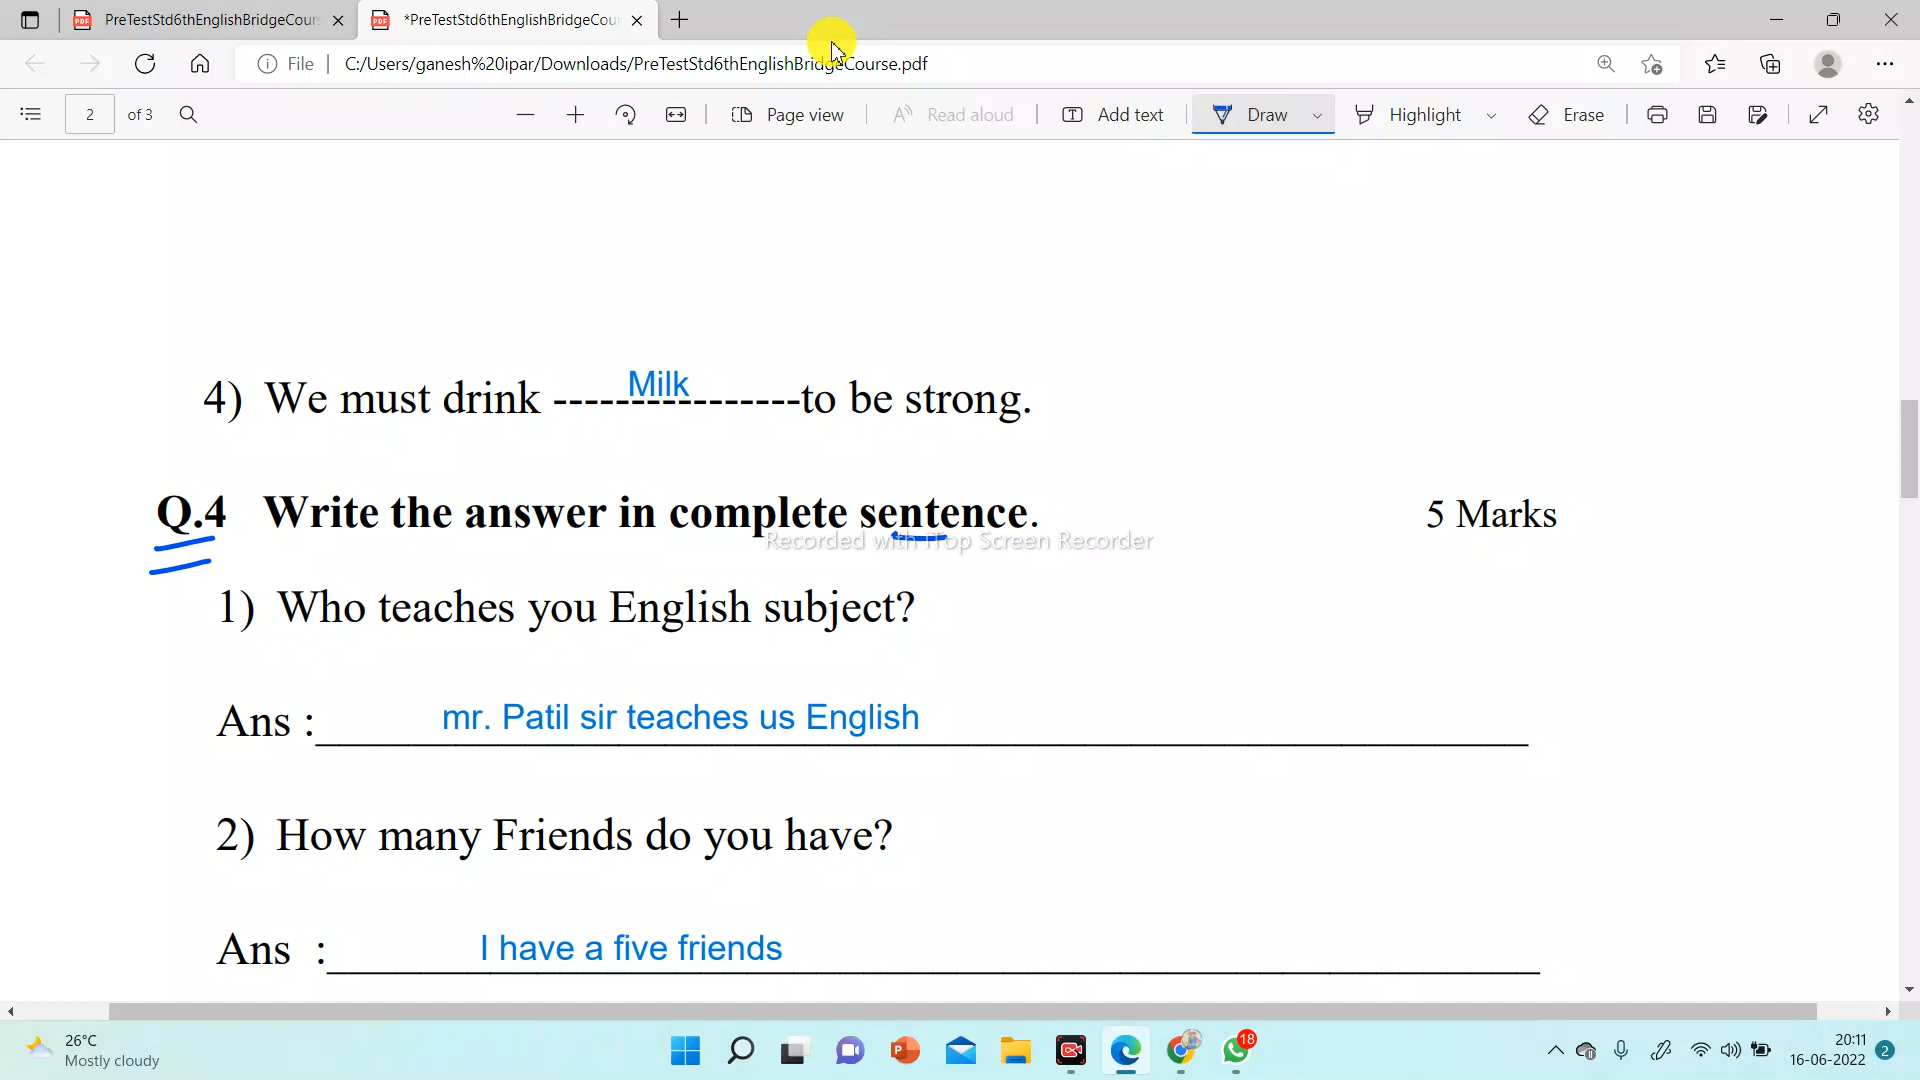 PreTestStd6thEnglishBridgeCour
*PreTestStd6thEnglishBridgeCou
File
C:/Users/ganesh%20ipar/Downloads/PreTestStd6thEnglishBridgeCourse.pdf
2 of 3
Page view
Read aloud
Add text
Draw
Highlight
Erase
Milk
4) We must drink ----------------to be strong.
Q.4 Write the answer in complete sentence. 5 Marks
Recorded with iTop Screen Recorder
1) Who teaches you English subject?
Ans : mr. Patil sir teaches us English
2) How many Friends do you have?
Ans : I have a five friends
26°C
Mostly cloudy
18
20:11
16-06-2022
2